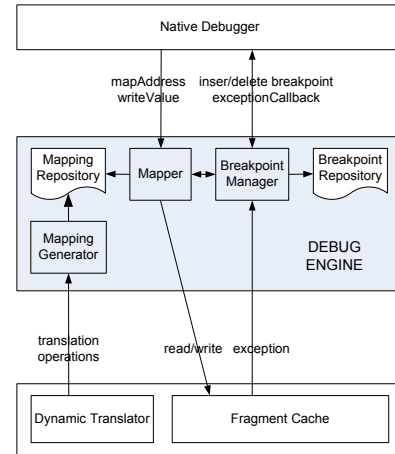 Native Debugger
mapAddress
writeValue
inser/delete breakpoint
exceptionCallback
Mapping
Repository
Mapper
Breakpoint
Manager
Breakpoint
Repository
Mapping
Generator
DEBUG
ENGINE
translation
operations
read/write
exception
Dynamic Translator
Fragment Cache